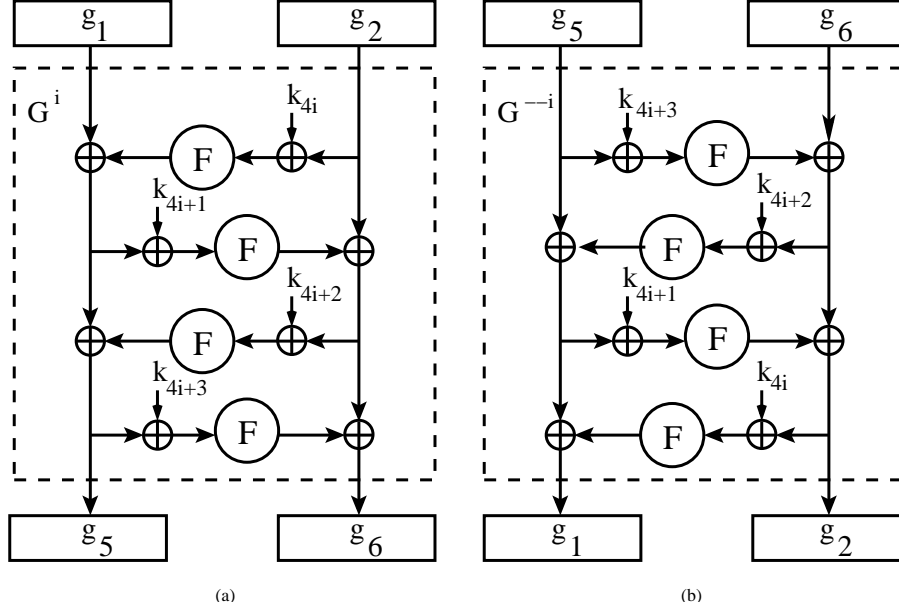 g1 g2 g5 g6
G^i k4i G^--i k4i+3
F F
k4i+1 k4i+2
F F
k4i+2 k4i+1
F F
k4i+3 k4i
F F
g5 g6 g1 g2
(a) (b)